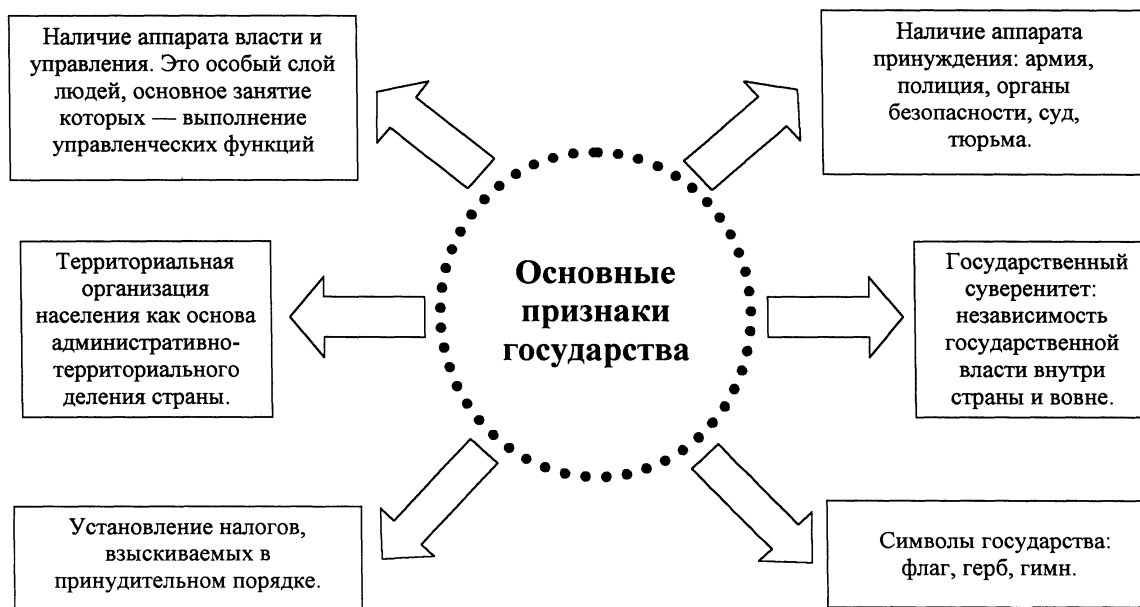 Наличие аппарата власти и
управления. Это особый слой
людей, основное занятие
которых — выполнение
управленческих функций
Наличие аппарата
принуждения: армия,
полиция, органы
безопасности, суд,
тюрьма.
Территориальная
организация
населения как основа
административно-
территориального
деления страны.
Основные
признаки
государства
Государственный
суверенитет:
независимость
государственной
власти внутри
страны и вовне.
Установление налогов,
взыскиваемых в
принудительном порядке.
Символы государства:
флаг, герб, гимн.